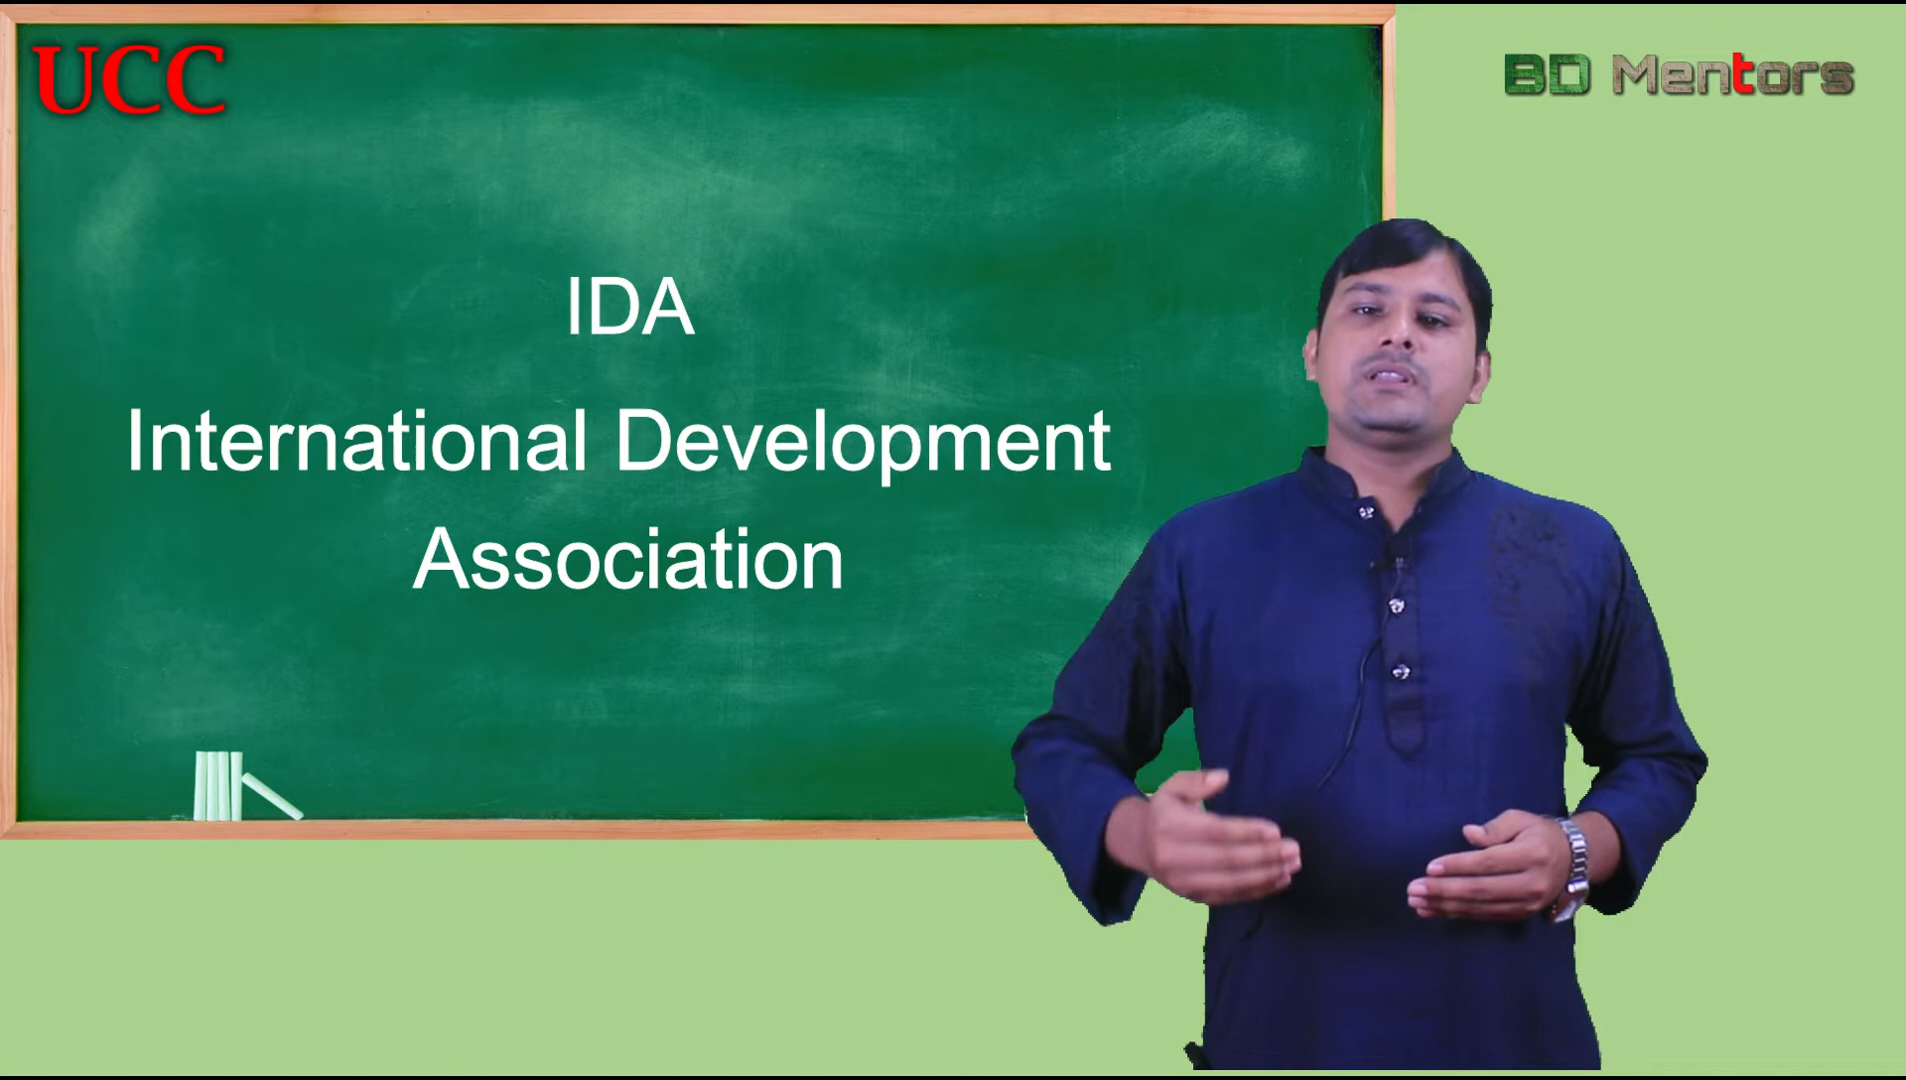 UCC
BD Mentors
IDA
International Development
Association